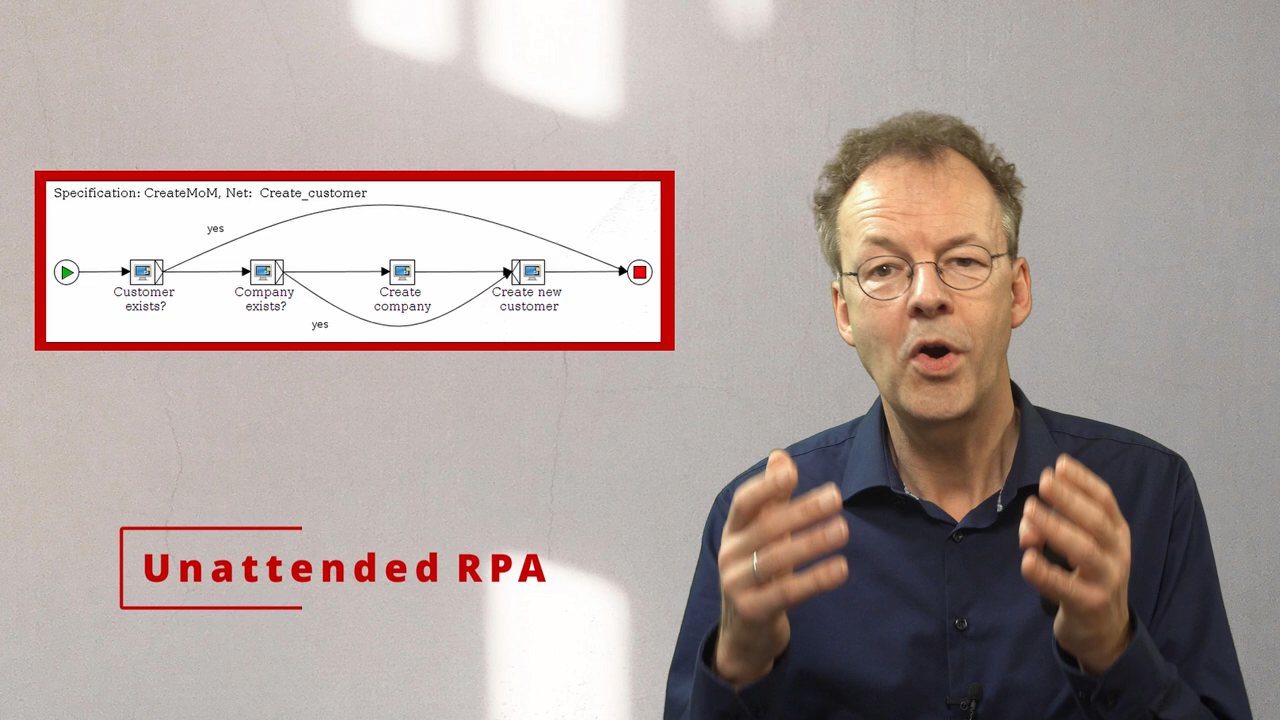 Specification: CreateMoM, Net: Create_customer
yes
Customer
exists?
Company
exists?
Create
company
Create new
customer
yes
Unattended RPA